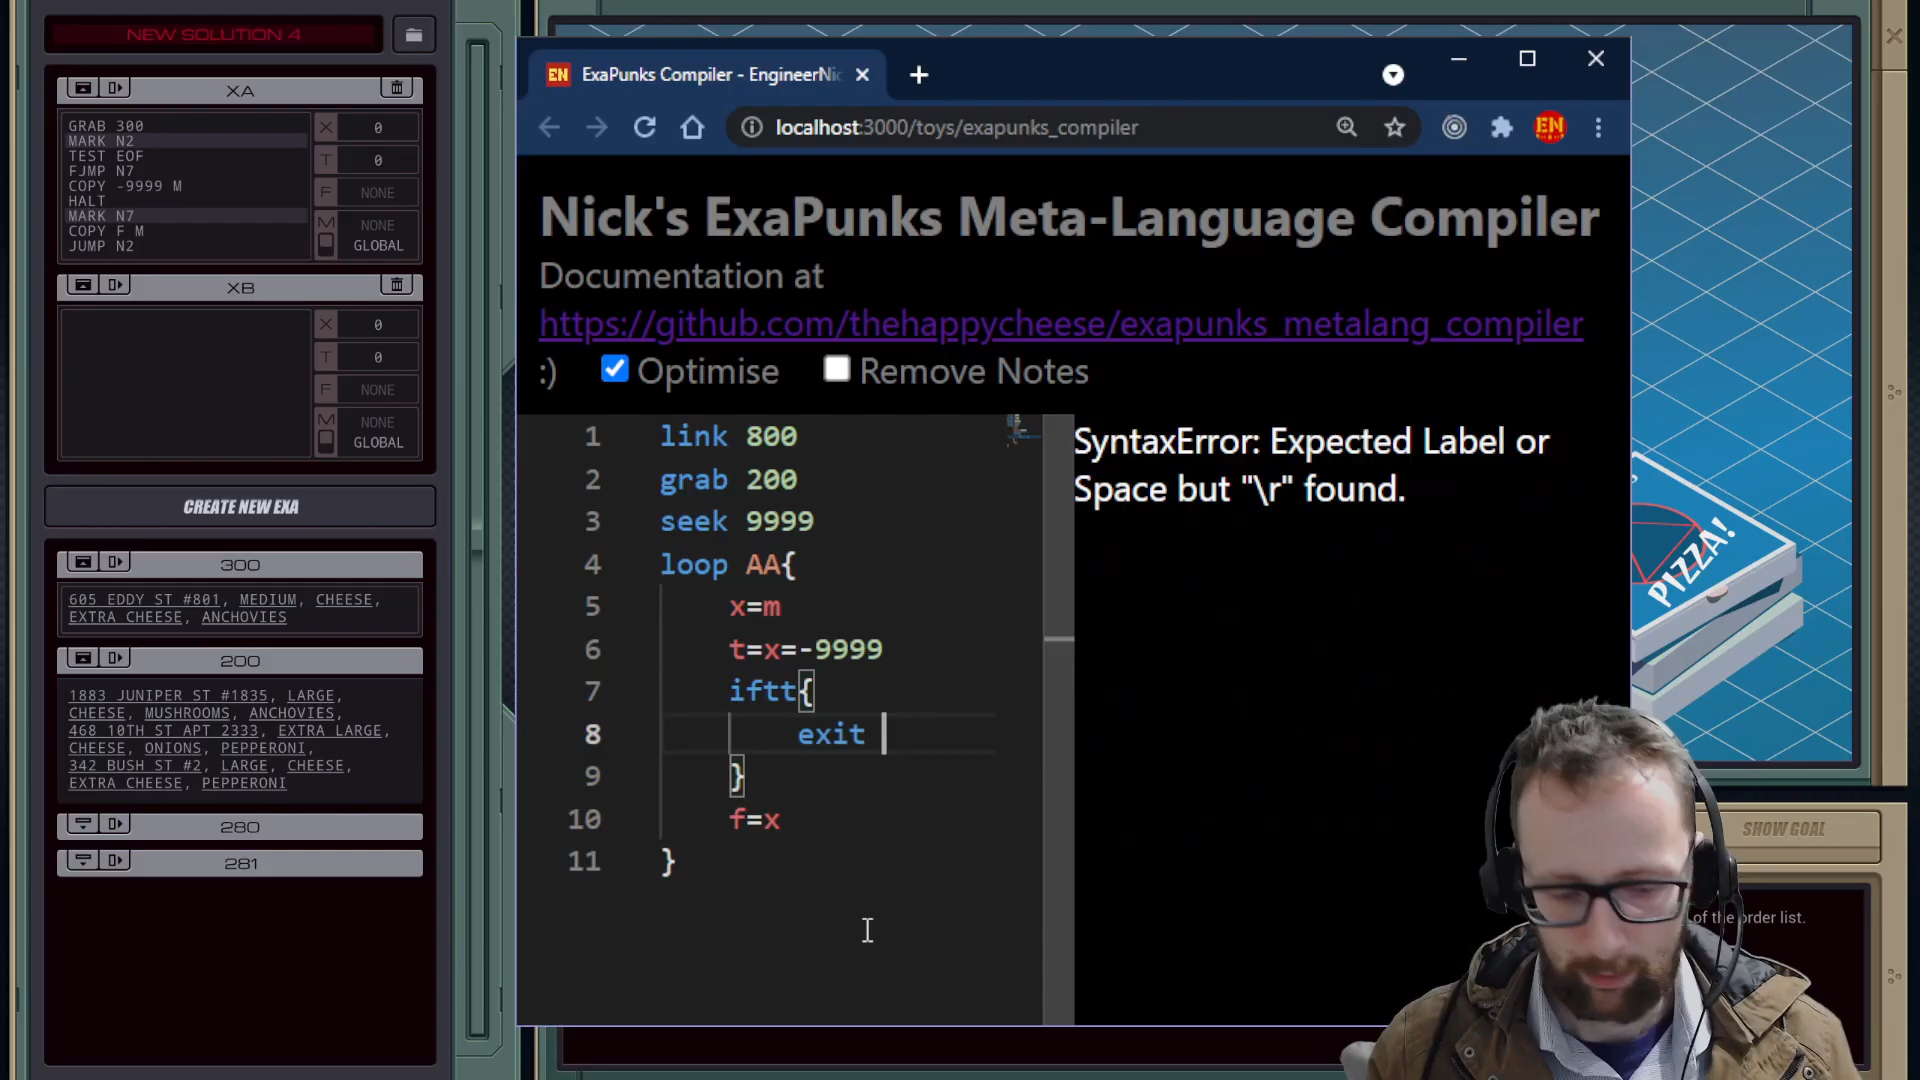 NEW SOLUTION 4
XA
GRAB 300
MARK N2
TEST EOF
FJMP N7
COPY -9999 M
HALT
MARK N7
COPY F M
JUMP N2
X 0
T 0
F NONE
M NONE
GLOBAL
XB
X 0
T 0
F NONE
M NONE
GLOBAL
CREATE NEW EXA
300
605 EDDY ST #801, MEDIUM, CHEESE,
EXTRA CHEESE, ANCHOVIES
200
1883 JUNIPER ST #1835, LARGE,
CHEESE, MUSHROOMS, ANCHOVIES,
468 10TH ST APT 2333, EXTRA LARGE,
CHEESE, ONIONS, PEPPERONI,
342 BUSH ST #2, LARGE, CHEESE,
EXTRA CHEESE, PEPPERONI
280
281
EN ExaPunks Compiler - EngineerNic
localhost:3000/toys/exapunks_compiler
EN
Nick's ExaPunks Meta-Language Compiler
Documentation at
https://github.com/thehappycheese/exapunks_metalang_compiler
:) Optimise Remove Notes
1 link 800
2 grab 200
3 seek 9999
4 loop AA{
5 x=m
6 t=x=-9999
7 iftt{
8 exit
9 }
10 f=x
11 }
SyntaxError: Expected Label or
Space but "\r" found.
PIZZA!
SHOW GOAL
of the order list.